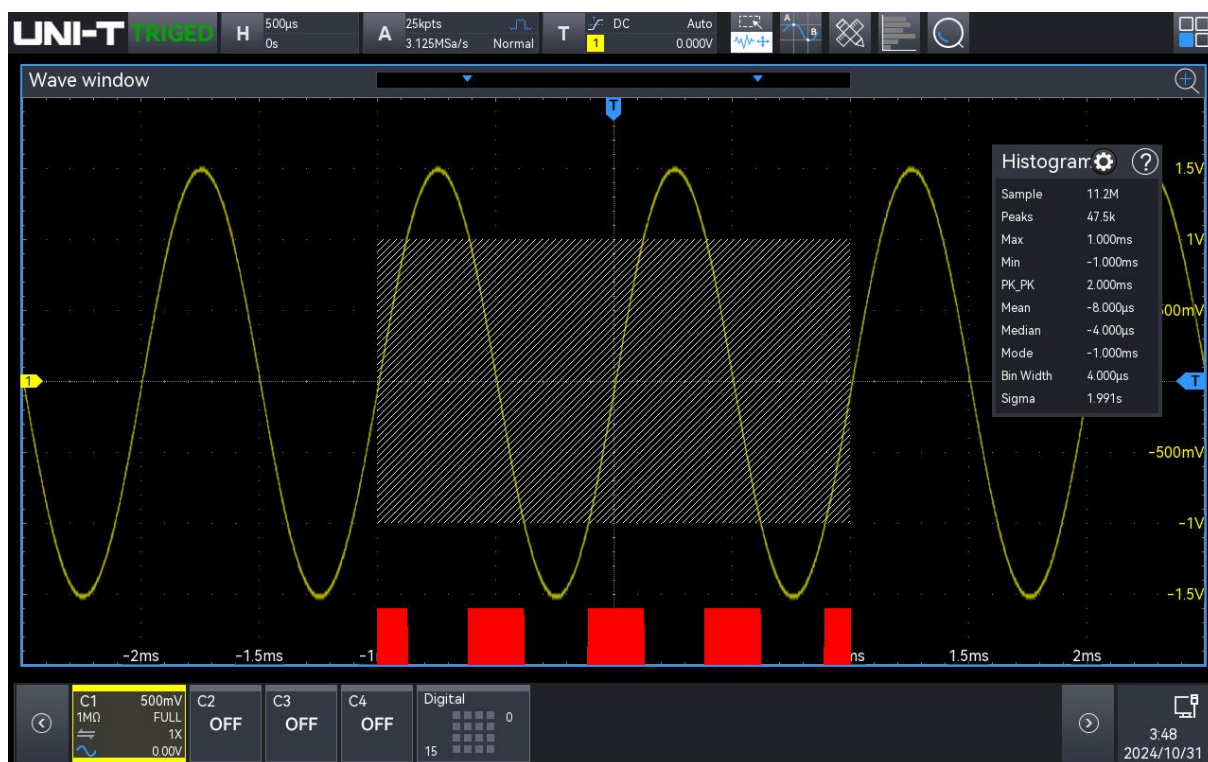 UNI-T TRIGED H 500μs 0s A 25kpts 3.125MSa/s Normal T DC Auto 1 0.000V A B
Wave window
T
Histogram ?
Sample 11.2M
Peaks 47.5k
Max 1.000ms
Min -1.000ms
PK_PK 2.000ms
Mean -8.000μs
Median -4.000μs
Mode -1.000ms
Bin Width 4.000μs
Sigma 1.991s
1.5V
1V
500mV
1
T
-500mV
-1V
-1.5V
-2ms -1.5ms -1 ms 1.5ms 2ms
C1 500mV
1MΩ FULL
1X
0.00V
C2
OFF
C3
OFF
C4
OFF
Digital
0
15
3:48
2024/10/31